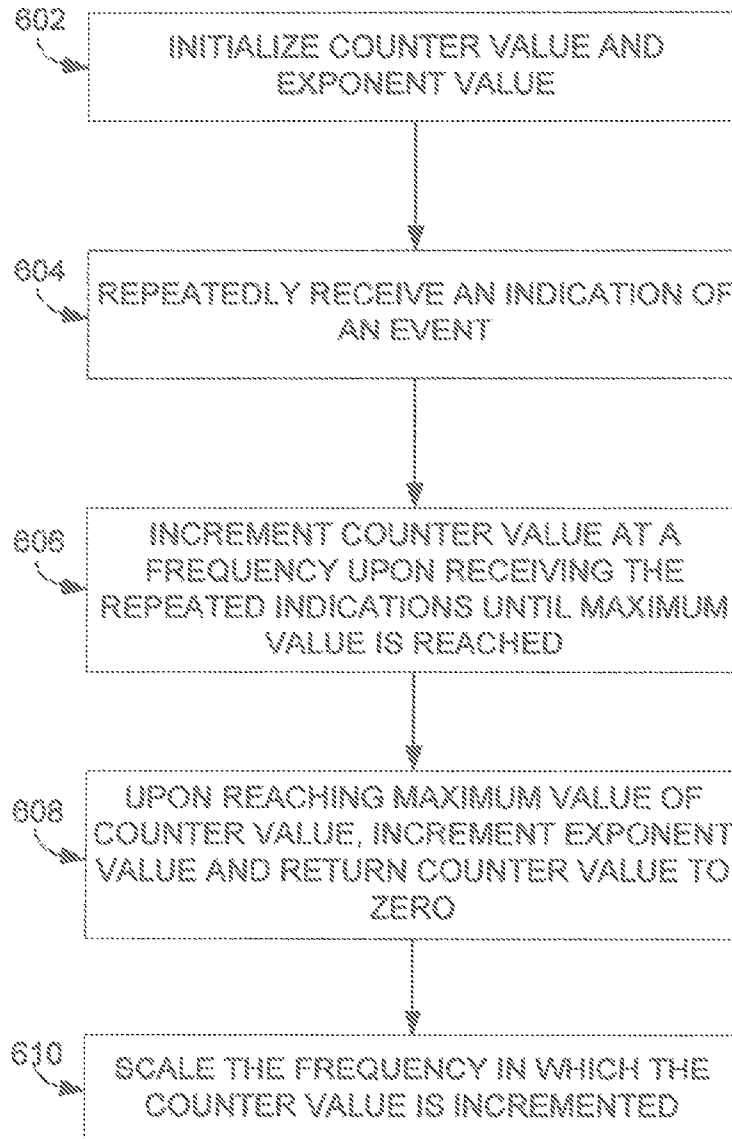 602
INITIALIZE COUNTER VALUE AND
EXPONENT VALUE
604
REPEATEDLY RECEIVE AN INDICATION OF
AN EVENT
606
INCREMENT COUNTER VALUE AT A
FREQUENCY UPON RECEIVING THE
REPEATED INDICATIONS UNTIL MAXIMUM
VALUE IS REACHED
608
UPON REACHING MAXIMUM VALUE OF
COUNTER VALUE, INCREMENT EXPONENT
VALUE AND RETURN COUNTER VALUE TO
ZERO
610
SCALE THE FREQUENCY IN WHICH THE
COUNTER VALUE IS INCREMENTED